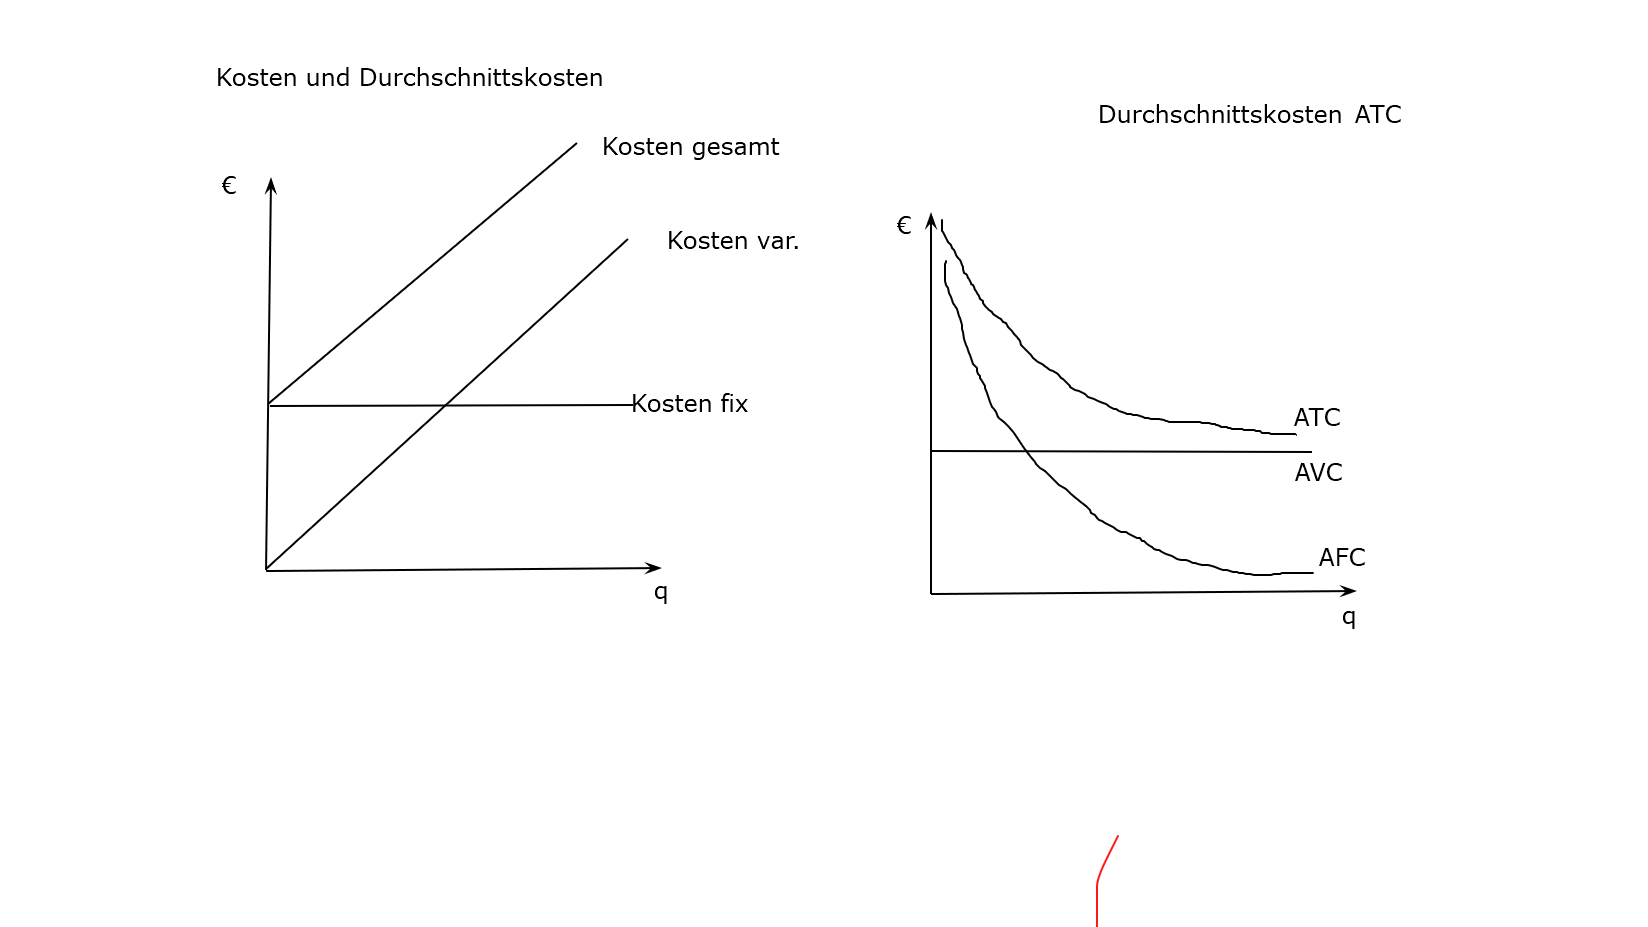 Kosten und Durchschnittskosten
Kosten gesamt
€
Kosten var.
Kosten fix
q
Durchschnittskosten ATC
€
ATC
AVC
AFC
q